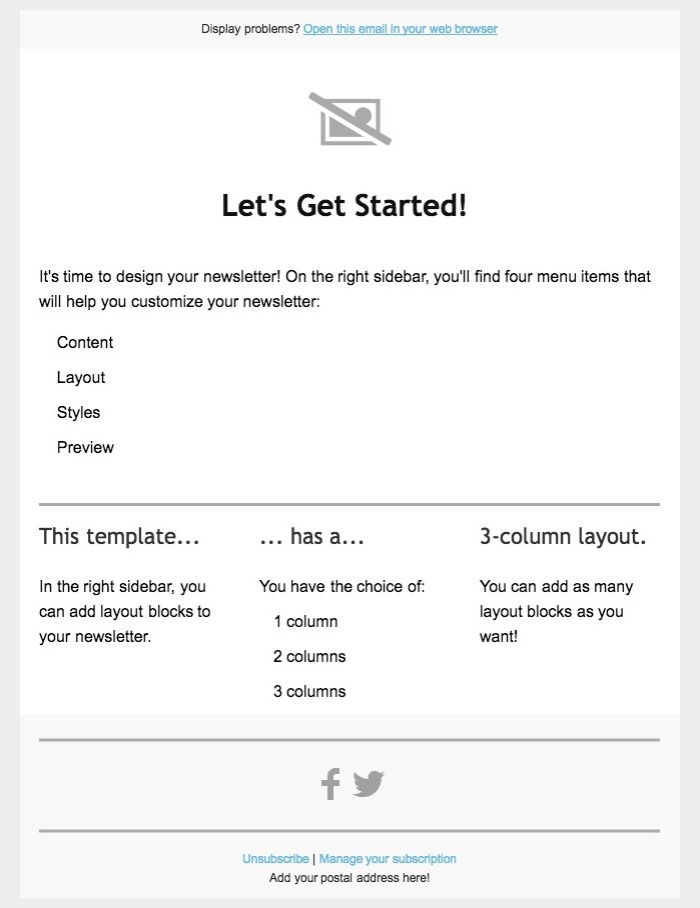 Display problems? Open this email in your web browser
Let's Get Started!
It's time to design your newsletter! On the right sidebar, you'll find four menu items that
will help you customize your newsletter:
Content
Layout
Styles
Preview
This template...
In the right sidebar, you
can add layout blocks to
your newsletter.
... has a...
You have the choice of:
1 column
2 columns
3 columns
3-column layout.
You can add as many
layout blocks as you
want!
Unsubscribe | Manage your subscription
Add your postal address here!